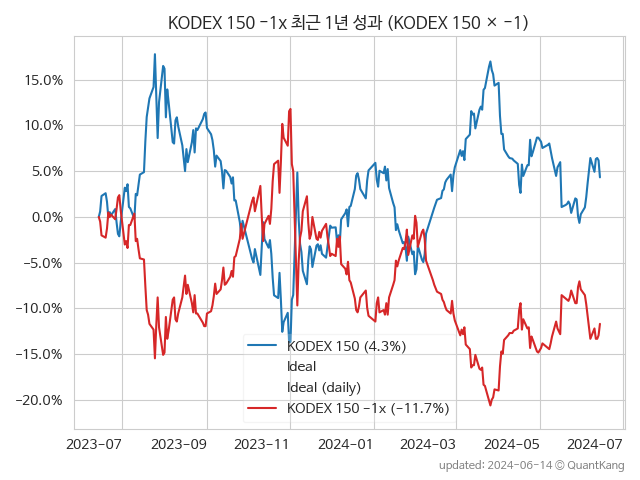 KODEX 150 -1x 최근 1년 성과 (KODEX 150 × -1)
15.0%
10.0%
5.0%
0.0%
-5.0%
-10.0%
-15.0%
-20.0%
KODEX 150 (4.3%)
Ideal
Ideal (daily)
KODEX 150 -1x (-11.7%)
2023-07 2023-09 2023-11 2024-01 2024-03 2024-05 2024-07
updated: 2024-06-14 © QuantKang